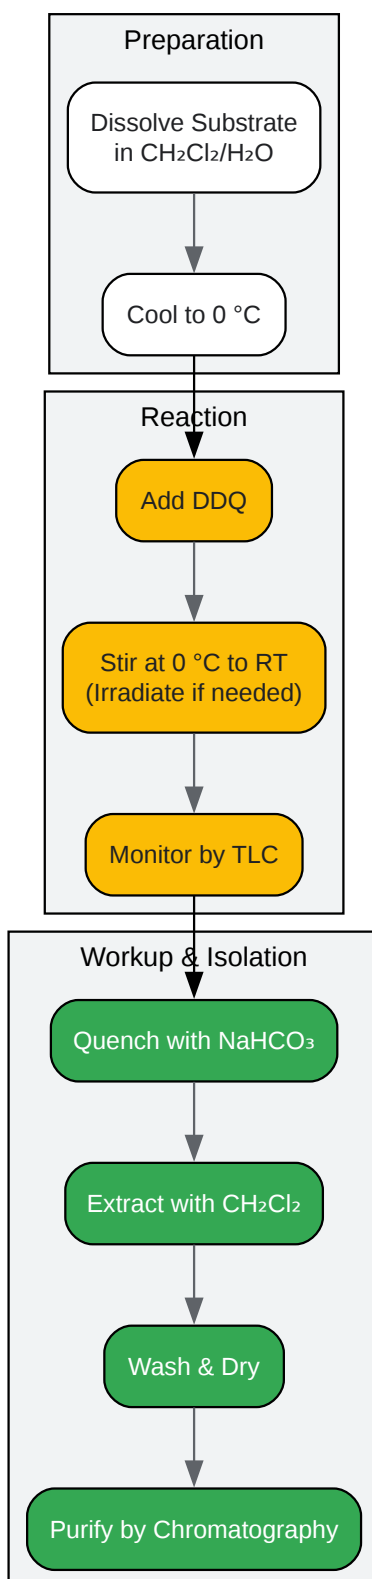 Preparation
Dissolve Substrate
in CH₂Cl₂/H₂O
Cool to 0 °C
Reaction
Add DDQ
Stir at 0 °C to RT
(Irradiate if needed)
Monitor by TLC
Workup & Isolation
Quench with NaHCO₃
Extract with CH₂Cl₂
Wash & Dry
Purify by Chromatography